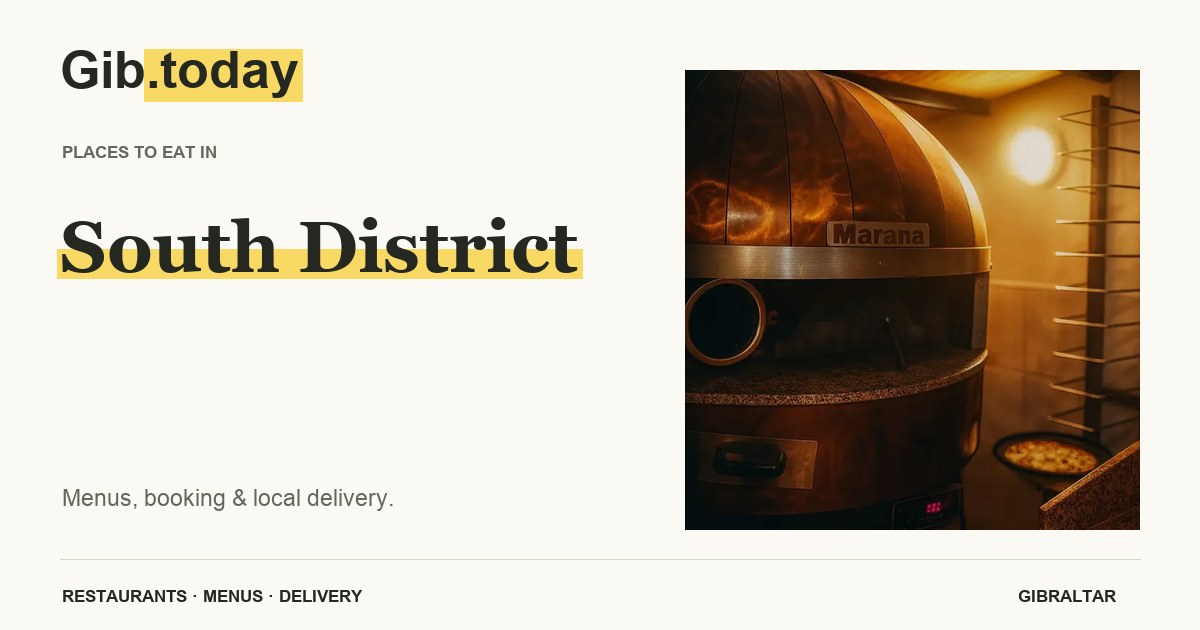 Gib.today
PLACES TO EAT IN
South District
Marana
Menus, booking & local delivery.
RESTAURANTS · MENUS · DELIVERY
GIBRALTAR